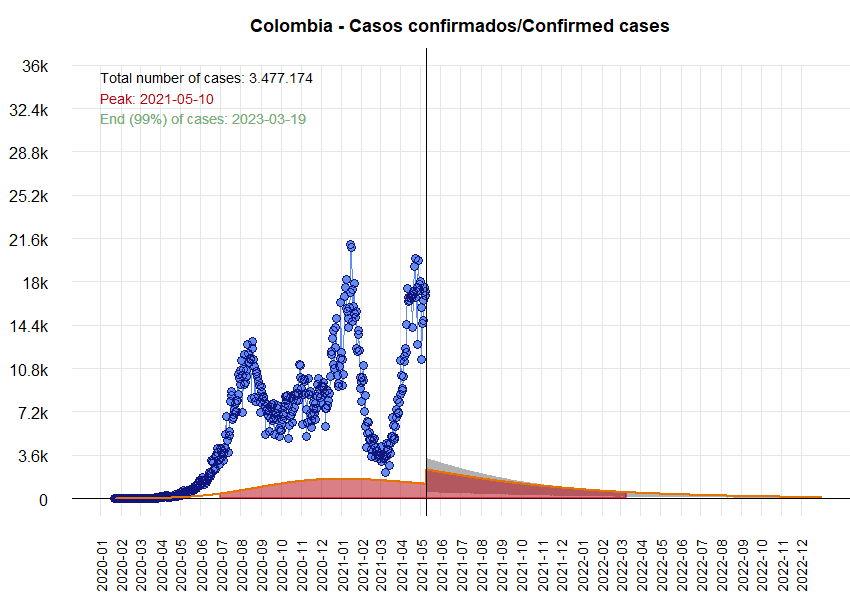 Colombia - Casos confirmados/Confirmed cases
Total number of cases: 3.477.174
Peak: 2021-05-10
End (99%) of cases: 2023-03-19
36k
32.4k
28.8k
25.2k
21.6k
18k
14.4k
10.8k
7.2k
3.6k
0
2020-01
2020-02
2020-03
2020-04
2020-05
2020-06
2020-07
2020-08
2020-09
2020-10
2020-11
2020-12
2021-01
2021-02
2021-03
2021-04
2021-05
2021-06
2021-07
2021-08
2021-09
2021-10
2021-11
2021-12
2022-01
2022-02
2022-03
2022-04
2022-05
2022-06
2022-07
2022-08
2022-09
2022-10
2022-11
2022-12